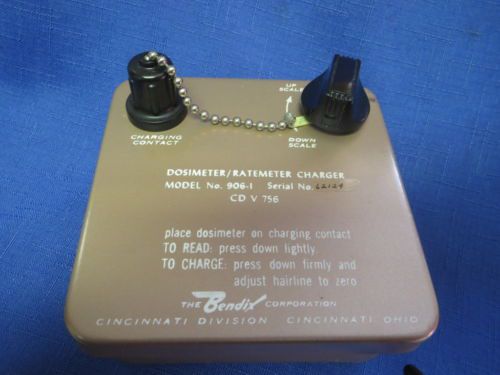 UP
SCALE
CHARGING
CONTACT
DOWN
SCALE
DOSIMETER/RATEMETER CHARGER
MODEL No. 906-1 Serial No. 62124
CD V 756
place dosimeter on charging contact
TO READ: press down lightly.
TO CHARGE: press down firmly and
adjust hairline to zero
THE Bendix CORPORATION
CINCINNATI DIVISION CINCINNATI OHIO